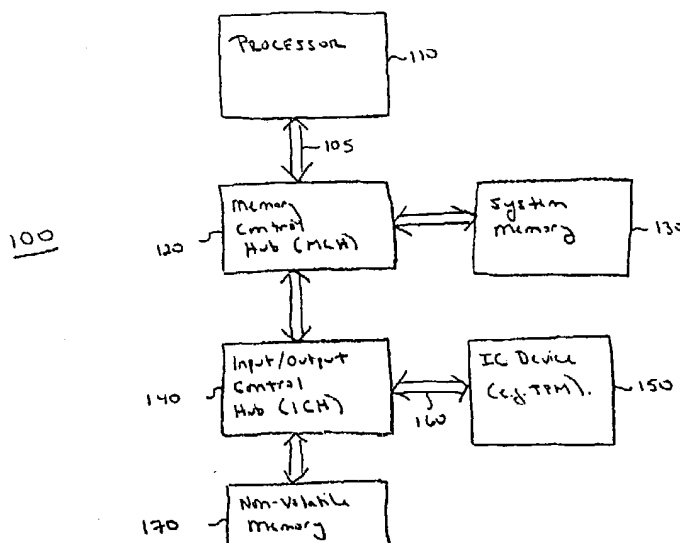 PROCESSOR
110
105
Memory
Control
Hub (MCH)
120
System
Memory
130
100
Input/Output
Control
Hub (ICH)
140
IC Device
(e.g. TPM).
150
160
Non-Volatile
Memory
170